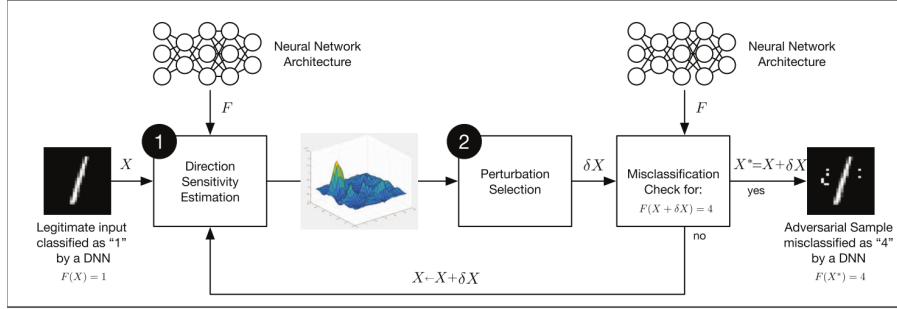 Neural Network
Architecture
Neural Network
Architecture
F
F
1
2
X
Direction
Sensitivity
Estimation
Perturbation
Selection
δX
Misclassification
Check for:
F(X + δX) = 4
X*=X+δX
yes
no
Legitimate input
classified as “1”
by a DNN
F(X) = 1
Adversarial Sample
misclassified as “4”
by a DNN
F(X*) = 4
X←X+δX